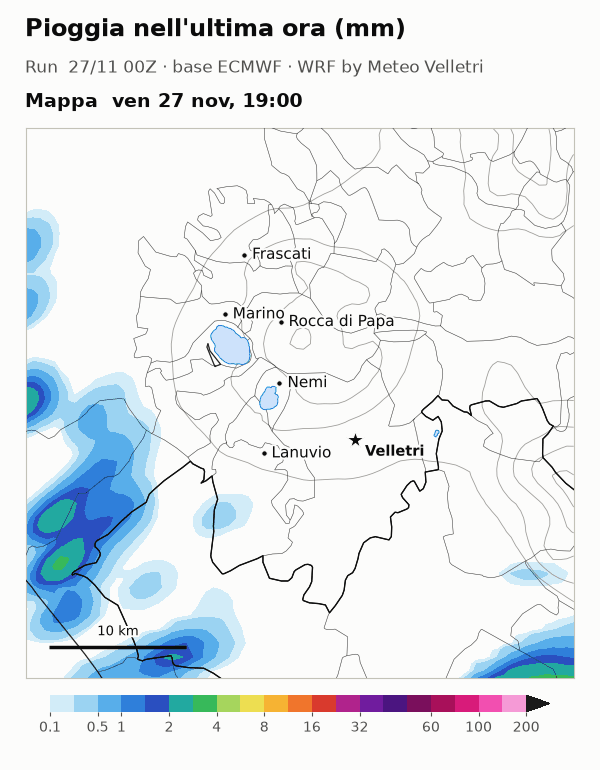 Pioggia nell'ultima ora (mm)
Run  27/11 00Z · base ECMWF · WRF by Meteo Velletri
Mappa  ven 27 nov, 19:00
Frascati
Marino
Rocca di Papa
Nemi
Velletri
Lanuvio
10 km
0.1 0.5 1 2 4 8 16 32 60 100 200